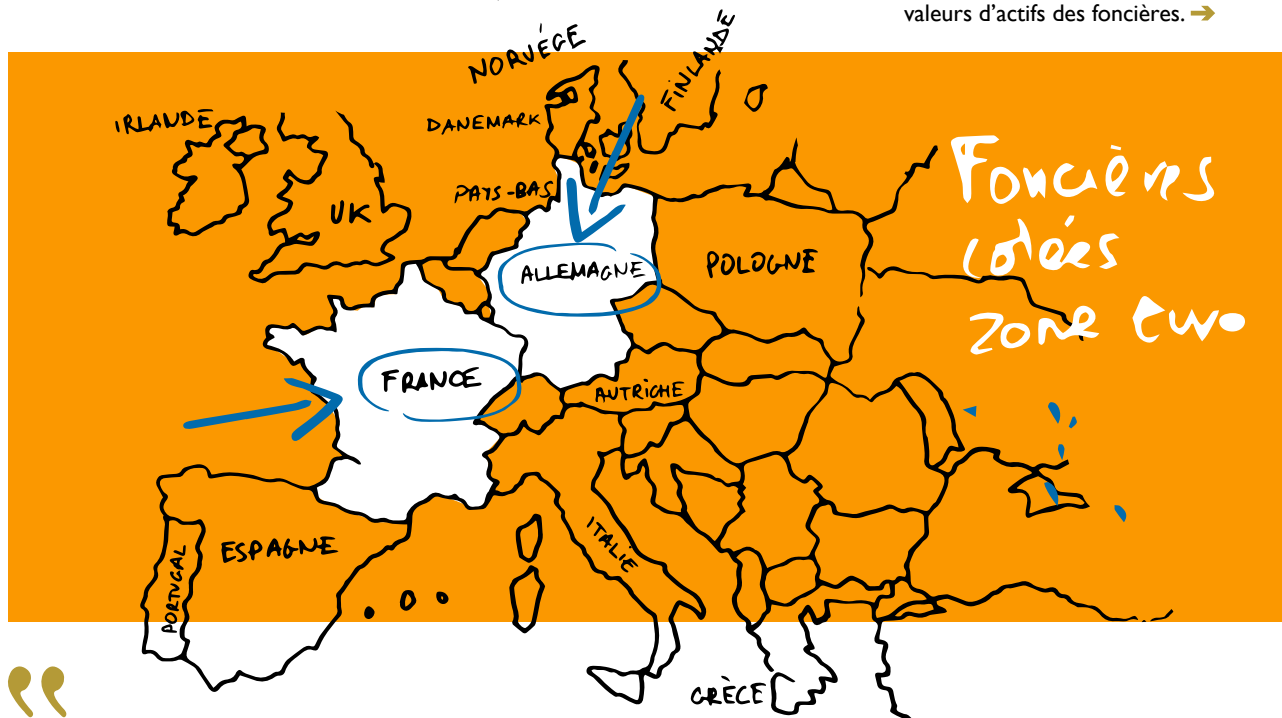 valeurs d’actifs des foncières. ➔
NORVÉGE
FINLANDE
IRLANDE
DANEMARK
PAYS-BAS
UK
Foncières
cotées
zone euro
ALLEMAGNE
POLOGNE
FRANCE
AUTRICHE
ESPAGNE
ITALIE
PORTUGAL
GRÈCE